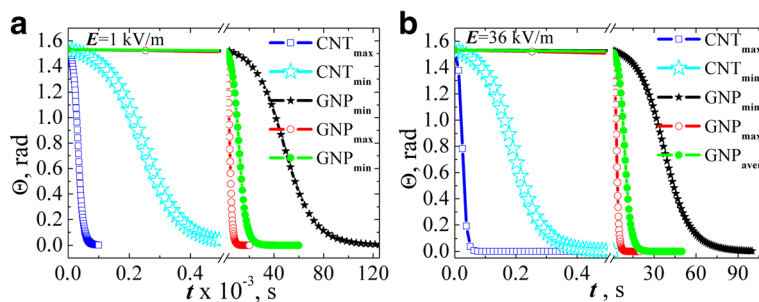 a
E=1 kV/m
1.6
1.4
1.2
1.0
0.8
0.6
0.4
0.2
0.0
Θ, rad
CNTmax
CNTmin
GNPmin
GNPmax
GNPmin
0.0 0.2 0.4 40 80 120
t x 10-3, s
b
E=36 kV/m
1.6
1.4
1.2
1.0
0.8
0.6
0.4
0.2
0.0
Θ, rad
CNTmax
CNTmin
GNPmin
GNPmax
GNPaver
0.0 0.2 0.4 30 60 90
t, s